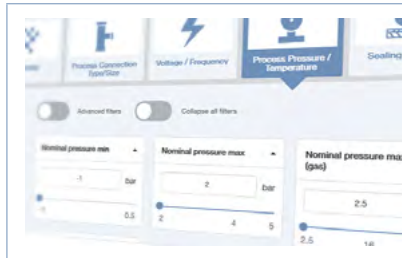 Process Connection
Type/Size
Voltage / Frequency
Process Pressure /
Temperature
Sealing
Advanced filters
Collapse all filters
Nominal pressure min
Nominal pressure max
Nominal pressure max
(gas)
-1
bar
2
bar
2.5
-1
0.5
2
4
5
2.5
16